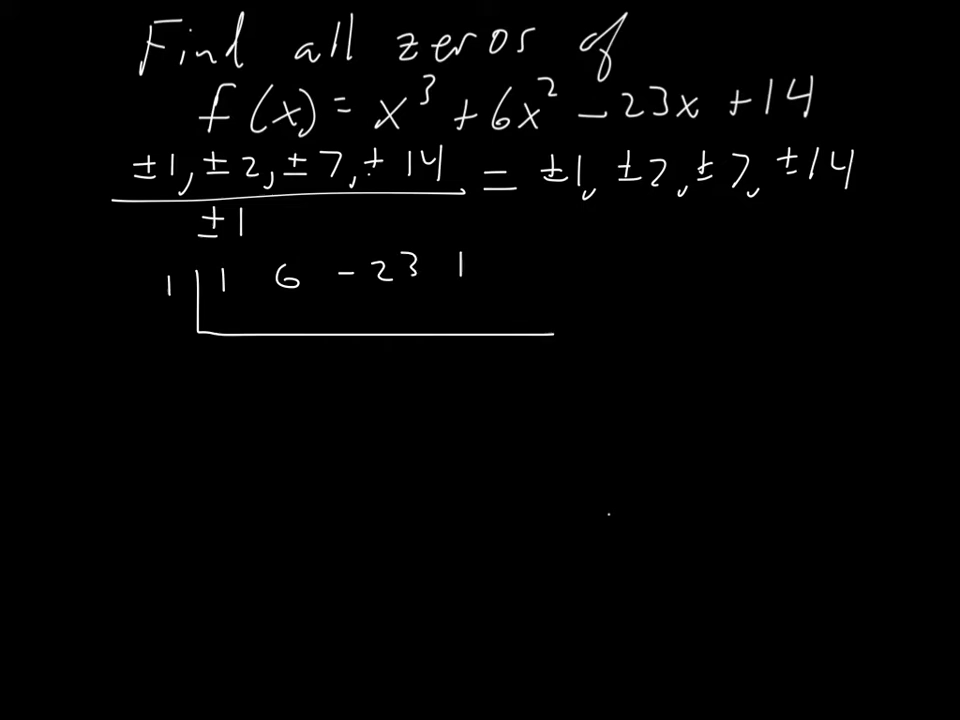 Find all zeros of
f(x) = x³ + 6x² - 23x + 14
±1, ±2, ±7, ±14 = ±1, ±2, ±7, ±14
±1
1 | 1 6 -23 1